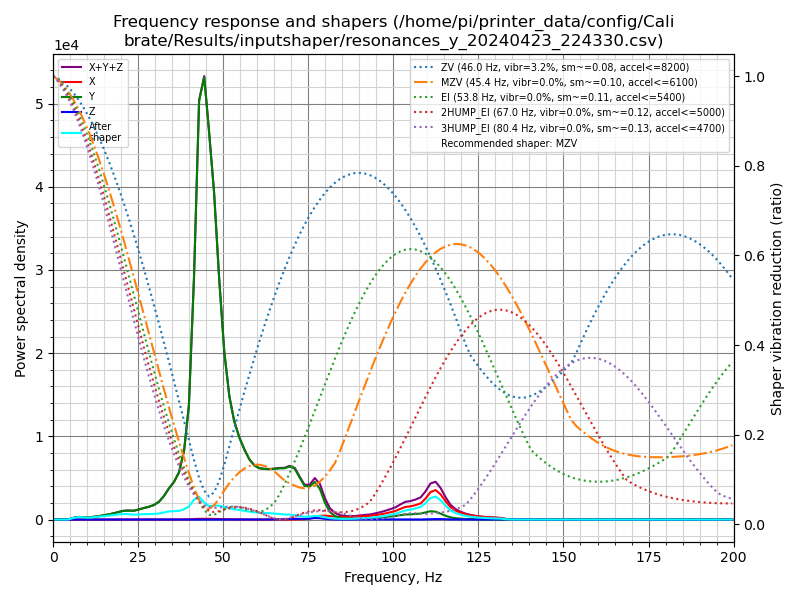 Frequency response and shapers (/home/pi/printer_data/config/Cali
brate/Results/inputshaper/resonances_y_20240423_224330.csv)
1e4
X+Y+Z
X
Y
Z
After
shaper
ZV (46.0 Hz, vibr=3.2%, sm~=0.08, accel<=8200)
MZV (45.4 Hz, vibr=0.0%, sm~=0.10, accel<=6100)
EI (53.8 Hz, vibr=0.0%, sm~=0.11, accel<=5400)
2HUMP_EI (67.0 Hz, vibr=0.0%, sm~=0.12, accel<=5000)
3HUMP_EI (80.4 Hz, vibr=0.0%, sm~=0.13, accel<=4700)
Recommended shaper: MZV
5
4
3
2
1
0
Power spectral density
1.0
0.8
0.6
0.4
0.2
0.0
Shaper vibration reduction (ratio)
0 25 50 75 100 125 150 175 200
Frequency, Hz